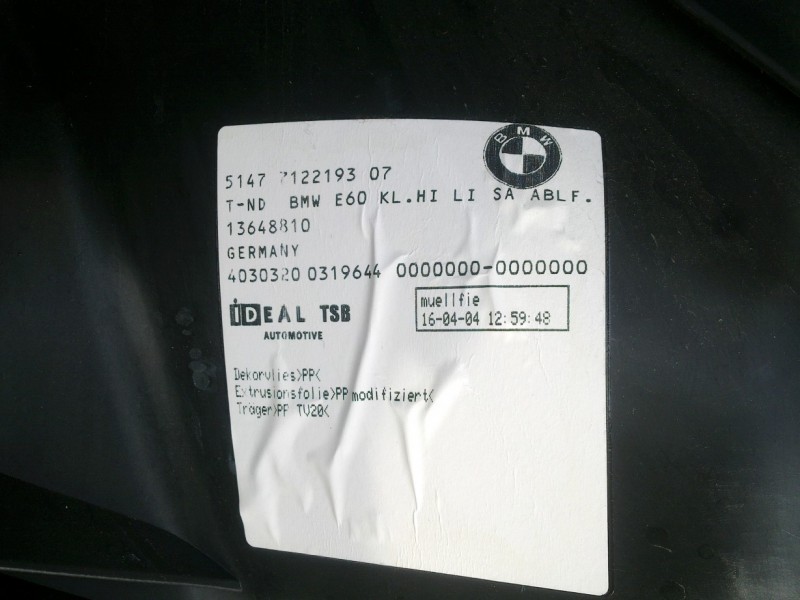 BMW
5147 7122193 07
T-ND BMW E60 KL.HI LI SA ABLF.
13648810
GERMANY
4030320 0319644 0000000-0000000
iDEAL TSB
AUTOMOTIVE
muellfie
16-04-04 12:59:48
Dekorvlies>PP<
Extrusionsfolie>PP modifiziert<
Träger>PP TV20<